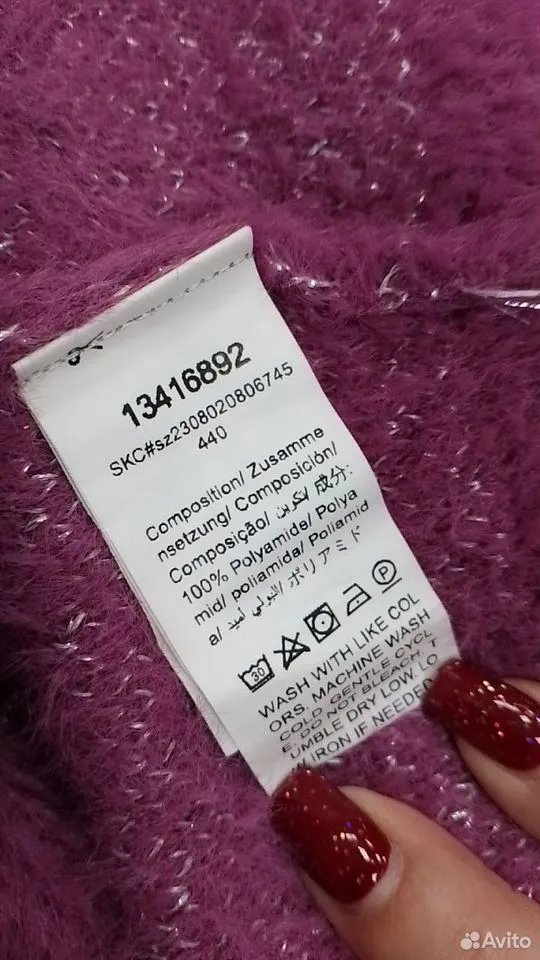 13416892
SKC#sz2308020806745
440
Composition/ Zusamme
nsetzung/ Composición/
Composição/ لتكوين/ 成分:
100% Polyamide/ Polya
mid/ poliamida/ Poliamid
a/ البولي أميد/ ポリアミド
30
P
WASH WITH LIKE COL
ORS. MACHINE WASH
COLD GENTLE CYCL
E. DO NOT BLEACH. T
UMBLE DRY LOW. LO
W IRON IF NEEDED
Avito